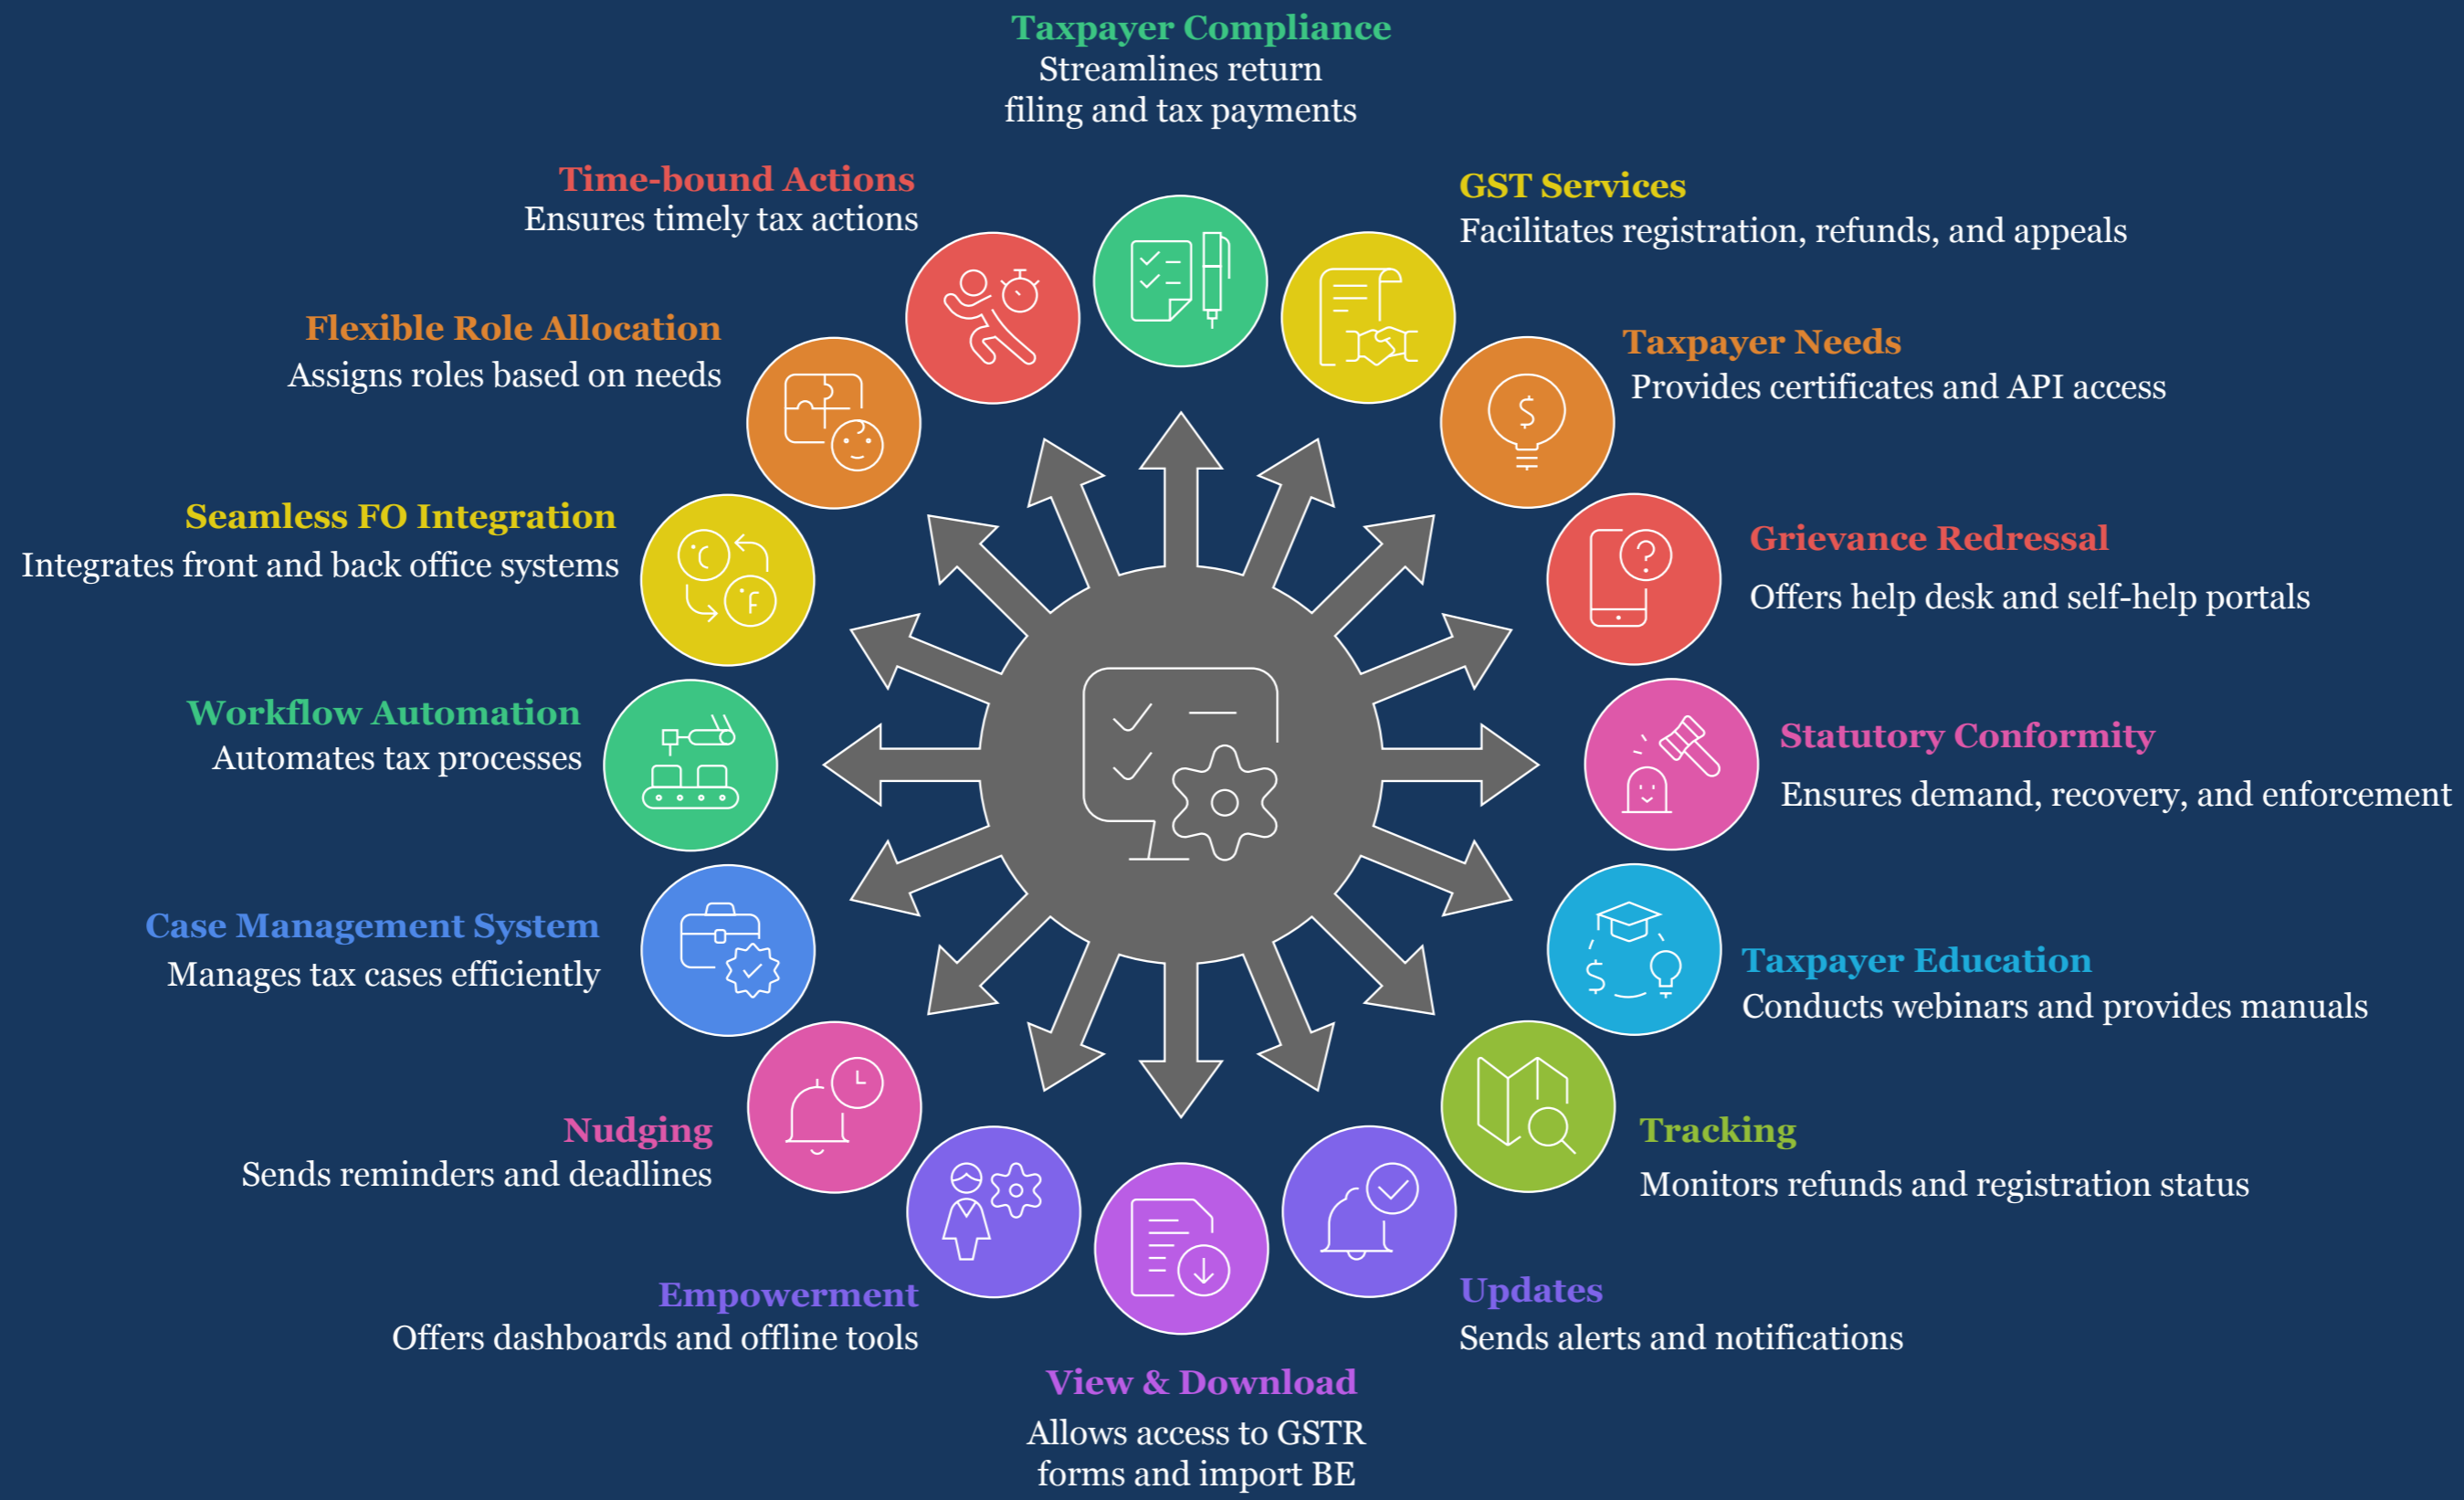 Taxpayer Compliance
Streamlines return
filing and tax payments
GST Services
Facilitates registration, refunds, and appeals
Taxpayer Needs
Provides certificates and API access
Grievance Redressal
Offers help desk and self-help portals
Statutory Conformity
Ensures demand, recovery, and enforcement
Taxpayer Education
Conducts webinars and provides manuals
Tracking
Monitors refunds and registration status
Updates
Sends alerts and notifications
View & Download
Allows access to GSTR
forms and import BE
Empowerment
Offers dashboards and offline tools
Nudging
Sends reminders and deadlines
Case Management System
Manages tax cases efficiently
Workflow Automation
Automates tax processes
Seamless FO Integration
Integrates front and back office systems
°C
°F
Flexible Role Allocation
Assigns roles based on needs
Time-bound Actions
Ensures timely tax actions
$
?
$